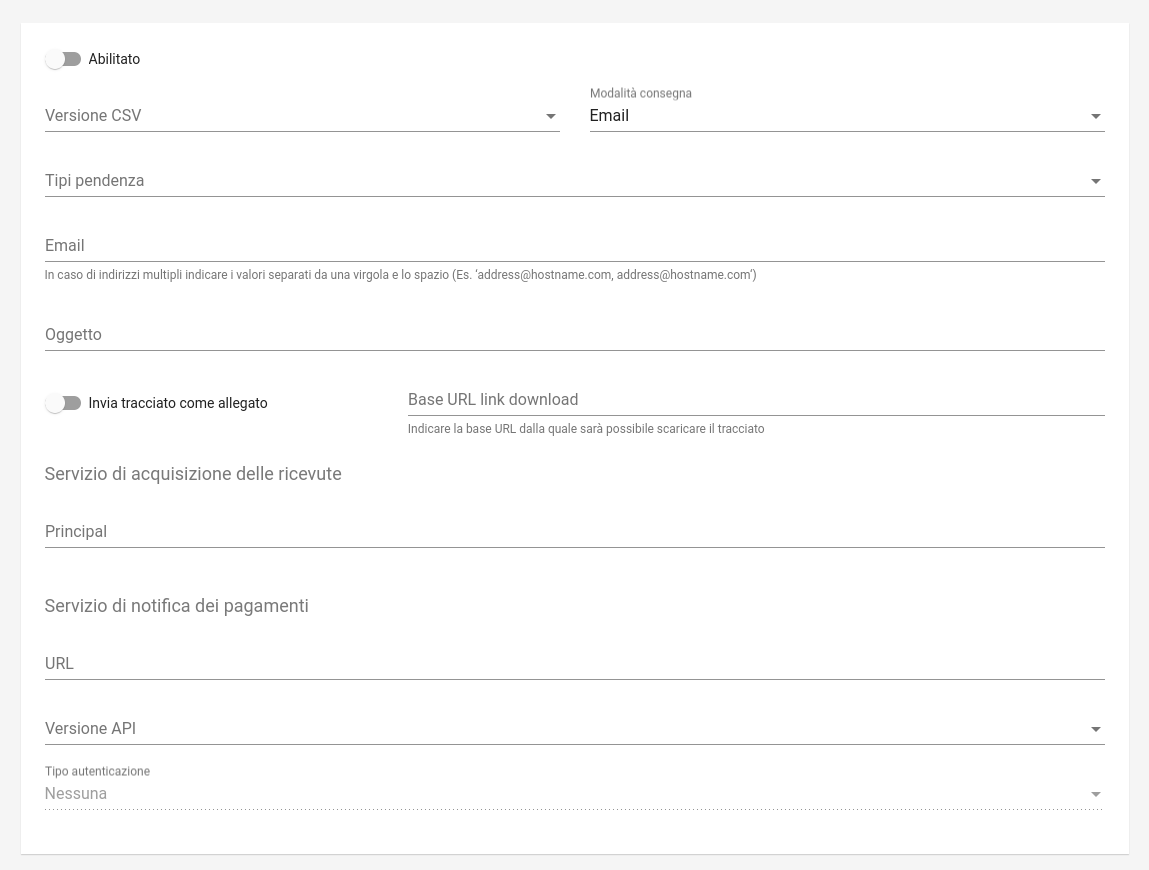 Abilitato
Modalità consegna
Versione CSV
Email
Tipi pendenza
Email
In caso di indirizzi multipli indicare i valori separati da una virgola e lo spazio (Es. ‘address@hostname.com, address@hostname.com’)
Oggetto
Invia tracciato come allegato
Base URL link download
Indicare la base URL dalla quale sarà possibile scaricare il tracciato
Servizio di acquisizione delle ricevute
Principal
Servizio di notifica dei pagamenti
URL
Versione API
Tipo autenticazione
Nessuna